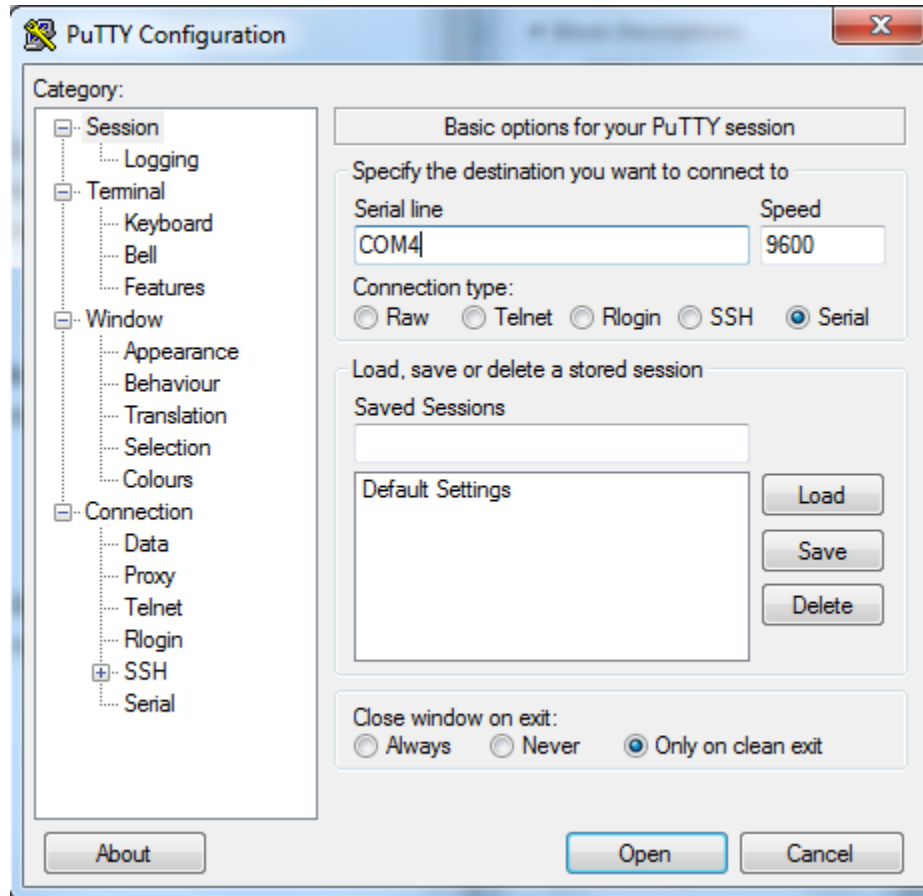 PuTTY Configuration
Category:
Session
Logging
Terminal
Keyboard
Bell
Features
Window
Appearance
Behaviour
Translation
Selection
Colours
Connection
Data
Proxy
Telnet
Rlogin
SSH
Serial
Basic options for your PuTTY session
Specify the destination you want to connect to
Serial line Speed
COM4 9600
Connection type:
Raw Telnet Rlogin SSH Serial
Load, save or delete a stored session
Saved Sessions
Default Settings
Load
Save
Delete
Close window on exit:
Always Never Only on clean exit
About Open Cancel